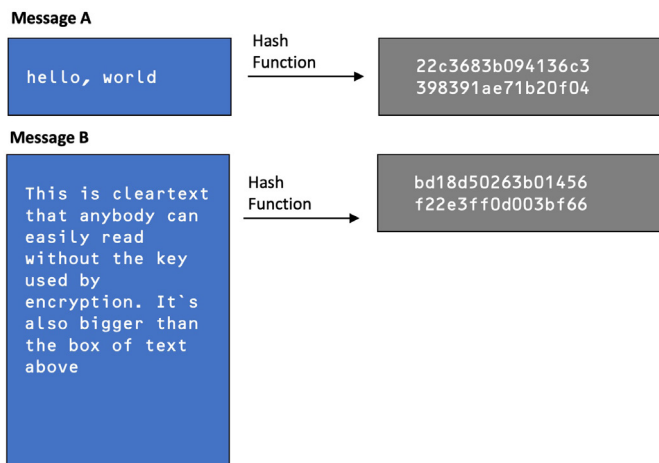 Message A
hello, world
Hash
Function
22c3683b094136c3
398391ae71b20f04
Message B
This is cleartext
that anybody can
easily read
without the key
used by
encryption. It`s
also bigger than
the box of text
above
Hash
Function
bd18d50263b01456
f22e3ff0d003bf66